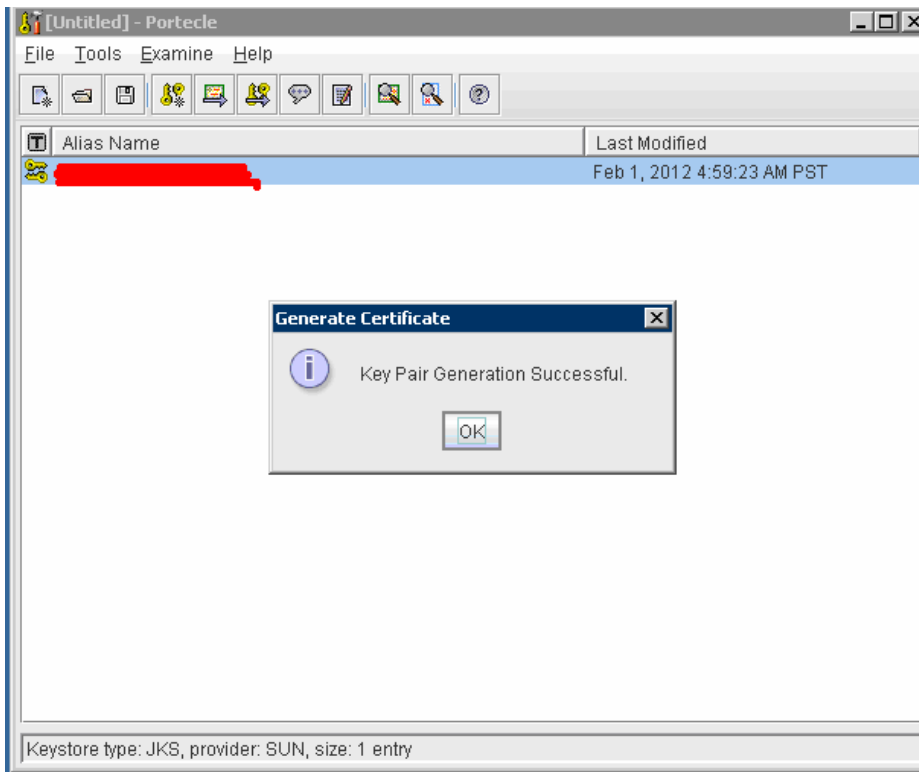 [Untitled] - Portecle
File Tools Examine Help
T Alias Name Last Modified
Feb 1, 2012 4:59:23 AM PST
Generate Certificate
i Key Pair Generation Successful.
OK
Keystore type: JKS, provider: SUN, size: 1 entry